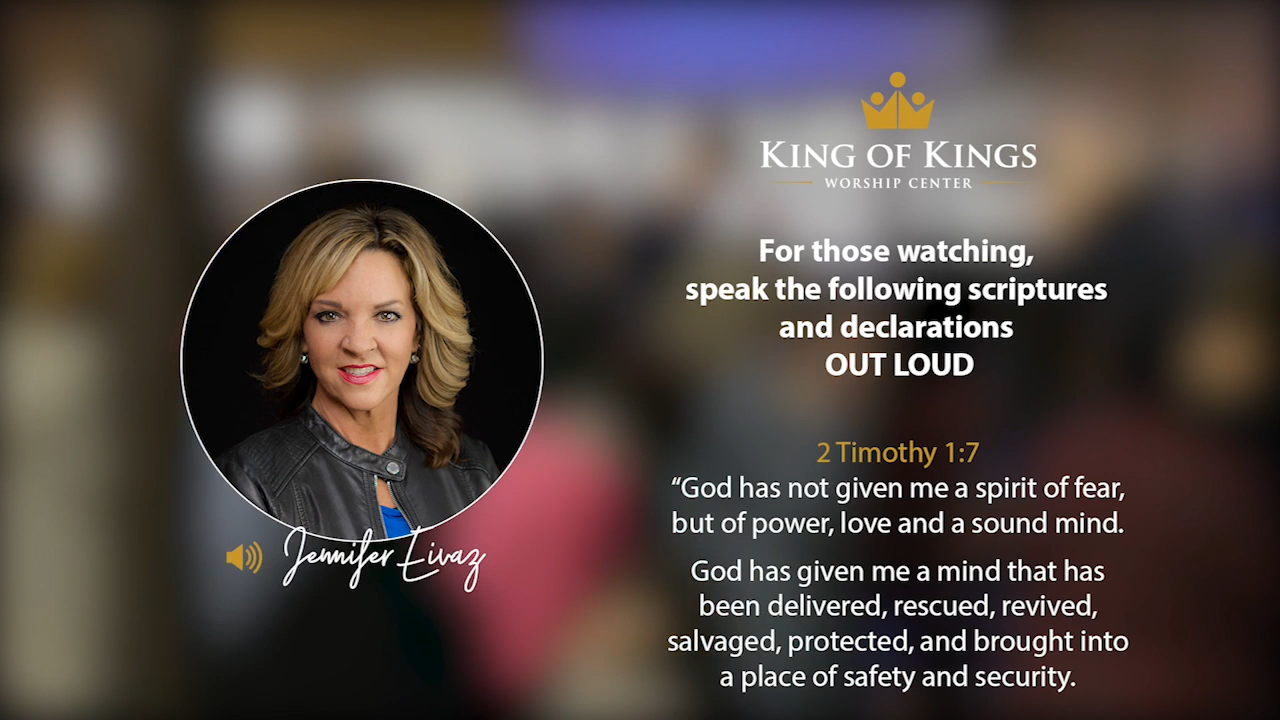 KING OF KINGS
WORSHIP CENTER
For those watching,
speak the following scriptures
and declarations
OUT LOUD
2 Timothy 1:7
“God has not given me a spirit of fear,
but of power, love and a sound mind.
God has given me a mind that has
been delivered, rescued, revived,
salvaged, protected, and brought into
a place of safety and security.
Jennifer Eivaz